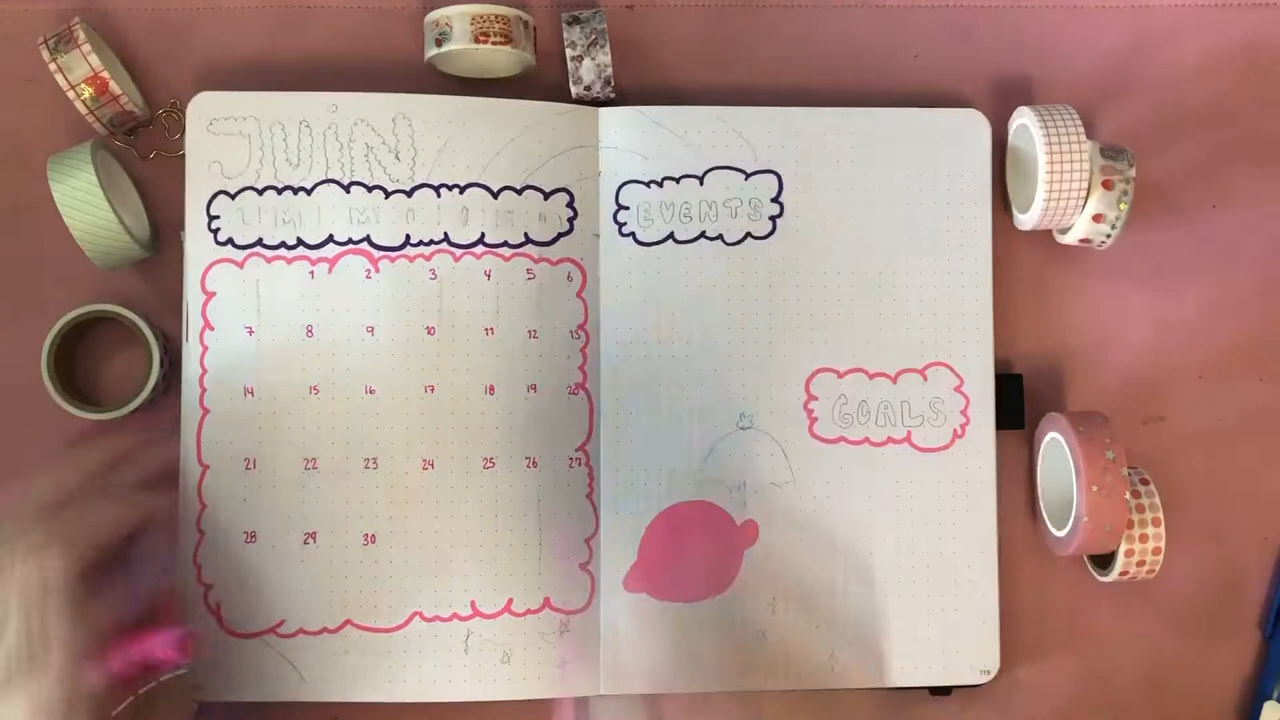 JUIN
L M M J V S D
1 2 3 4 5 6
7 8 9 10 11 12 13
14 15 16 17 18 19 20
21 22 23 24 25 26 27
28 29 30
EVENTS
GOALS
119